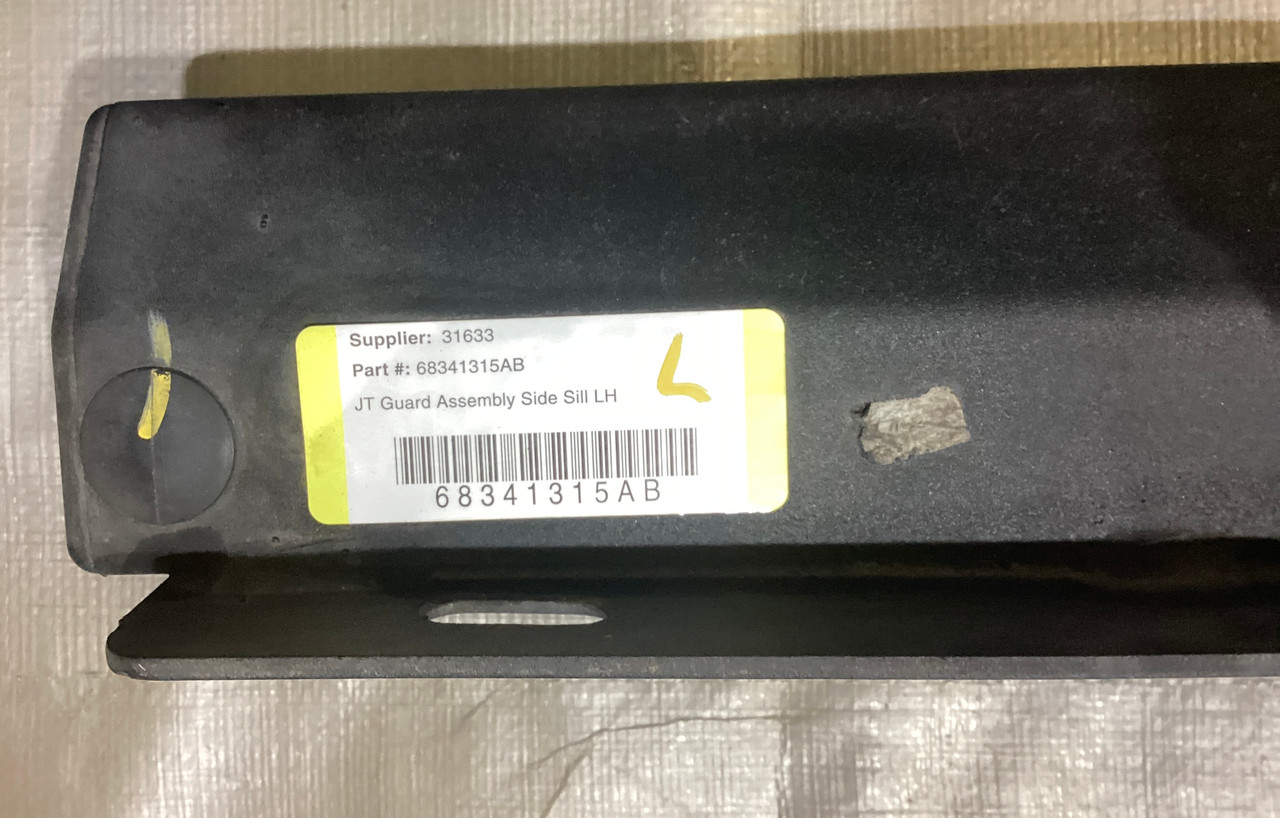 Supplier: 31633
Part #: 68341315AB
L
JT Guard Assembly Side Sill LH
68341315AB